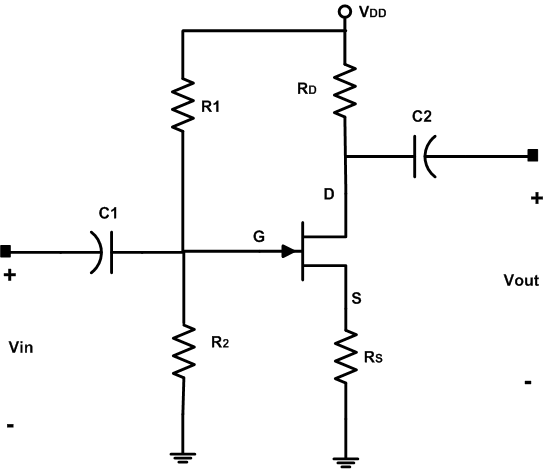 VDD
R1
RD
C2
D
C1
G
+
+
S
Vout
Vin
R2
RS
-
-